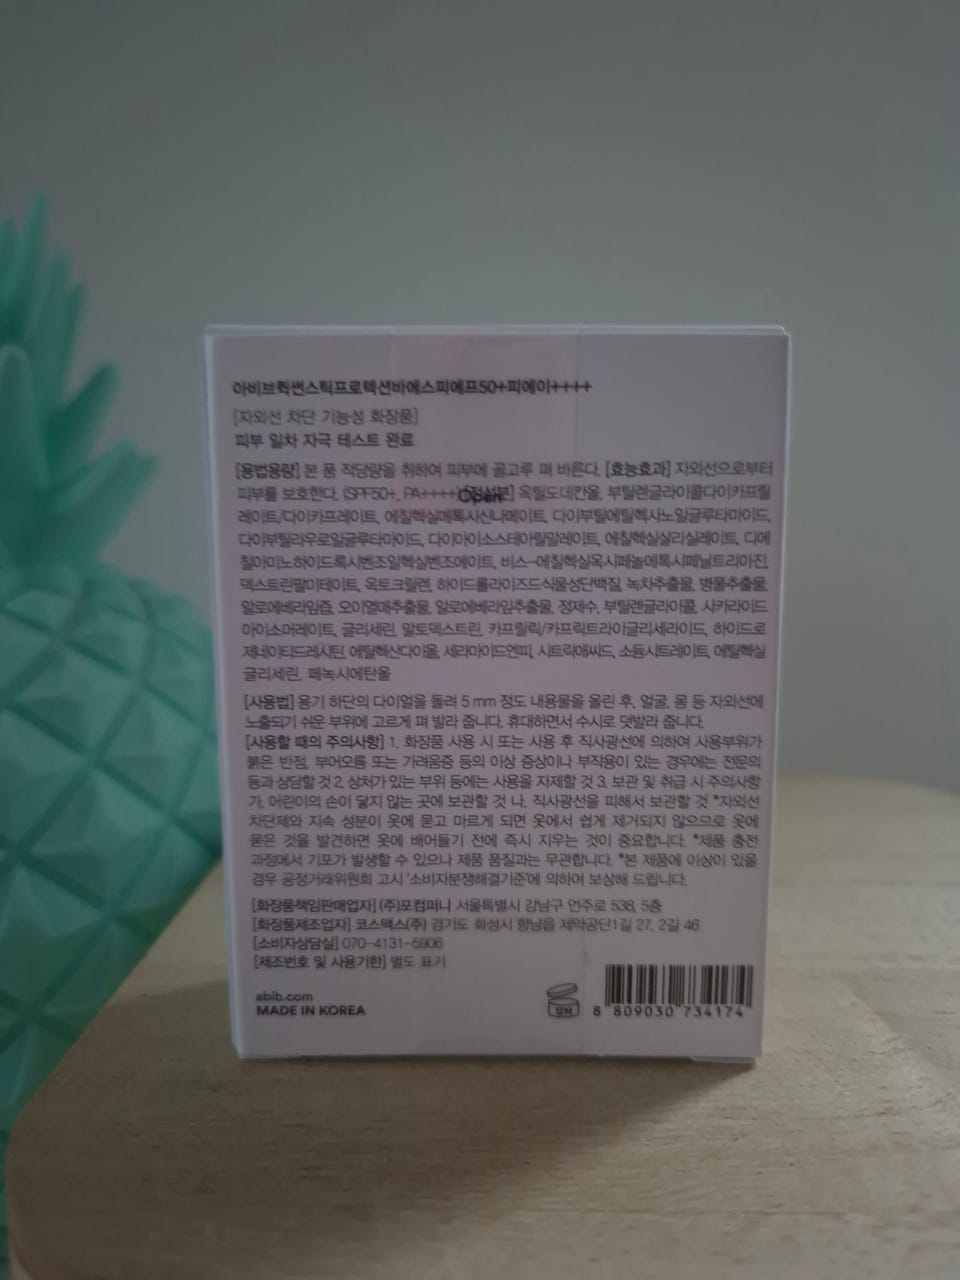 아비브퀵썬스틱프로텍션바에스피에프50+피에이++++
[자외선 차단 기능성 화장품]
피부 일차 자극 테스트 완료
[용법용량] 본 품 적당량을 취하여 피부에 골고루 펴 바른다. [효능효과] 자외선으로부터
피부를 보호한다. (SPF50+, PA++++) [전성분] 옥틸도데칸올, 부틸렌글라이콜다이카프릴
Open
레이트/다이카프레이트, 에칠헥실메톡시신나메이트, 다이부틸에틸헥사노일글루타마이드,
다이부틸라우로일글루타마이드, 다이아이소스테아릴말레이트, 에칠헥실살리실레이트, 디에
칠아미노하이드록시벤조일헥실벤조에이트, 비스-에칠헥실옥시페놀메톡시페닐트리아진,
덱스트린팔미테이트, 옥토크릴렌, 하이드롤라이즈드식물성단백질, 녹차추출물, 병풀추출물,
알로에베라잎즙, 오이열매추출물, 알로에베라잎추출물, 정제수, 부틸렌글라이콜, 사카라이드
아이소머레이트, 글리세린, 말토덱스트린, 카프릴릭/카프릭트라이글리세라이드, 하이드로
제네이티드레시틴, 에틸헥산다이올, 세라마이드엔피, 시트릭애씨드, 소듐시트레이트, 에틸헥실
글리세린, 페녹시에탄올
[사용법] 용기 하단의 다이얼을 돌려 5 mm 정도 내용물을 올린 후, 얼굴, 몸 등 자외선에
노출되기 쉬운 부위에 고르게 펴 발라 줍니다. 휴대하면서 수시로 덧발라 줍니다.
[사용할 때의 주의사항] 1. 화장품 사용 시 또는 사용 후 직사광선에 의하여 사용부위가
붉은 반점, 부어오름 또는 가려움증 등의 이상 증상이나 부작용이 있는 경우에는 전문의
등과 상담할 것 2. 상처가 있는 부위 등에는 사용을 자제할 것 3. 보관 및 취급 시 주의사항
가. 어린이의 손이 닿지 않는 곳에 보관할 것 나. 직사광선을 피해서 보관할 것 *자외선
차단제와 지속 성분이 옷에 묻고 마르게 되면 옷에서 쉽게 제거되지 않으므로 옷에
묻은 것을 발견하면 옷에 배어들기 전에 즉시 지우는 것이 중요합니다. *제품 충전
과정에서 기포가 발생할 수 있으나 제품 품질과는 무관합니다. *본 제품에 이상이 있을
경우 공정거래위원회 고시 '소비자분쟁해결기준'에 의하여 보상해 드립니다.
[화장품책임판매업자] (주)포컴퍼니 서울특별시 강남구 언주로 538, 5층
[화장품제조업자] 코스맥스(주) 경기도 화성시 향남읍 제약공단1길 27, 2길 46
[소비자상담실] 070-4131-5906
[제조번호 및 사용기한] 별도 표기
abib.com
MADE IN KOREA
12M
8 809030 734174